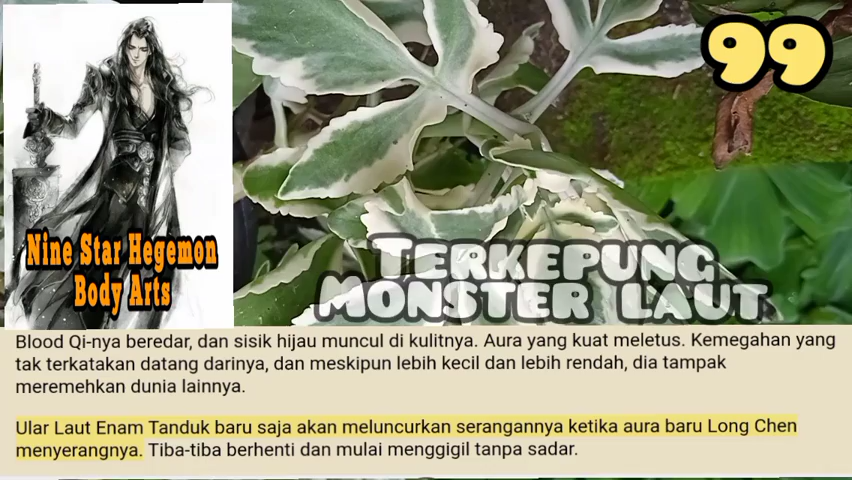 99
Nine Star Hegemon
Body Arts
TERKEPUNG
MONSTER LAUT
Blood Qi-nya beredar, dan sisik hijau muncul di kulitnya. Aura yang kuat meletus. Kemegahan yang
tak terkatakan datang darinya, dan meskipun lebih kecil dan lebih rendah, dia tampak
meremehkan dunia lainnya.
Ular Laut Enam Tanduk baru saja akan meluncurkan serangannya ketika aura baru Long Chen
menyerangnya. Tiba-tiba berhenti dan mulai menggigil tanpa sadar.